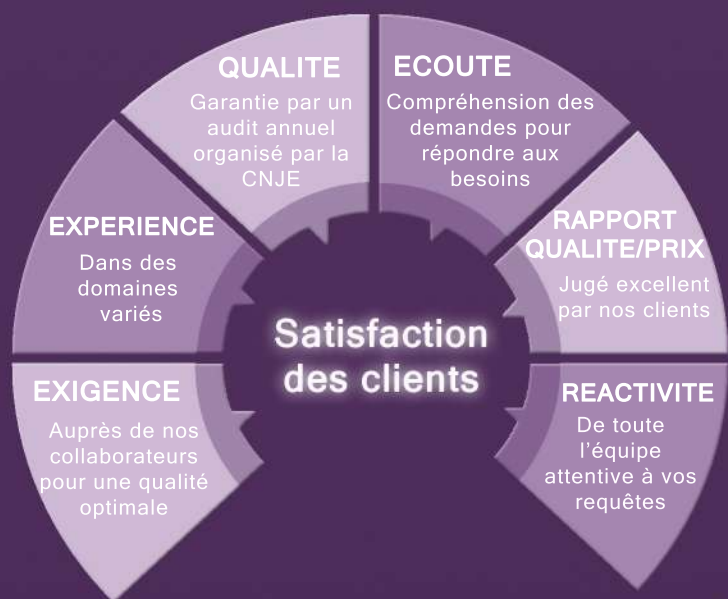 QUALITE
Garantie par un
audit annuel
organisé par la
CNJE
ECOUTE
Compréhension des
demandes pour
répondre aux
besoins
EXPERIENCE
Dans des
domaines
variés
RAPPORT
QUALITE/PRIX
Jugé excellent
par nos clients
Satisfaction
des clients
EXIGENCE
Auprès de nos
collaborateurs
pour une qualité
optimale
REACTIVITE
De toute
l'équipe
attentive à vos
requêtes